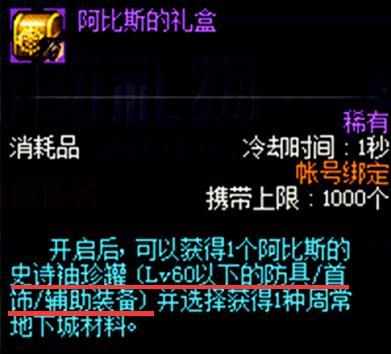 阿比斯的礼盒
稀有
消耗品 冷却时间：1秒
帐号绑定
携带上限：1000个
开启后，可以获得1个阿比斯的
史诗袖珍罐（Lv60以下的防具/首
饰/辅助装备）并选择获得1种周常
地下城材料。